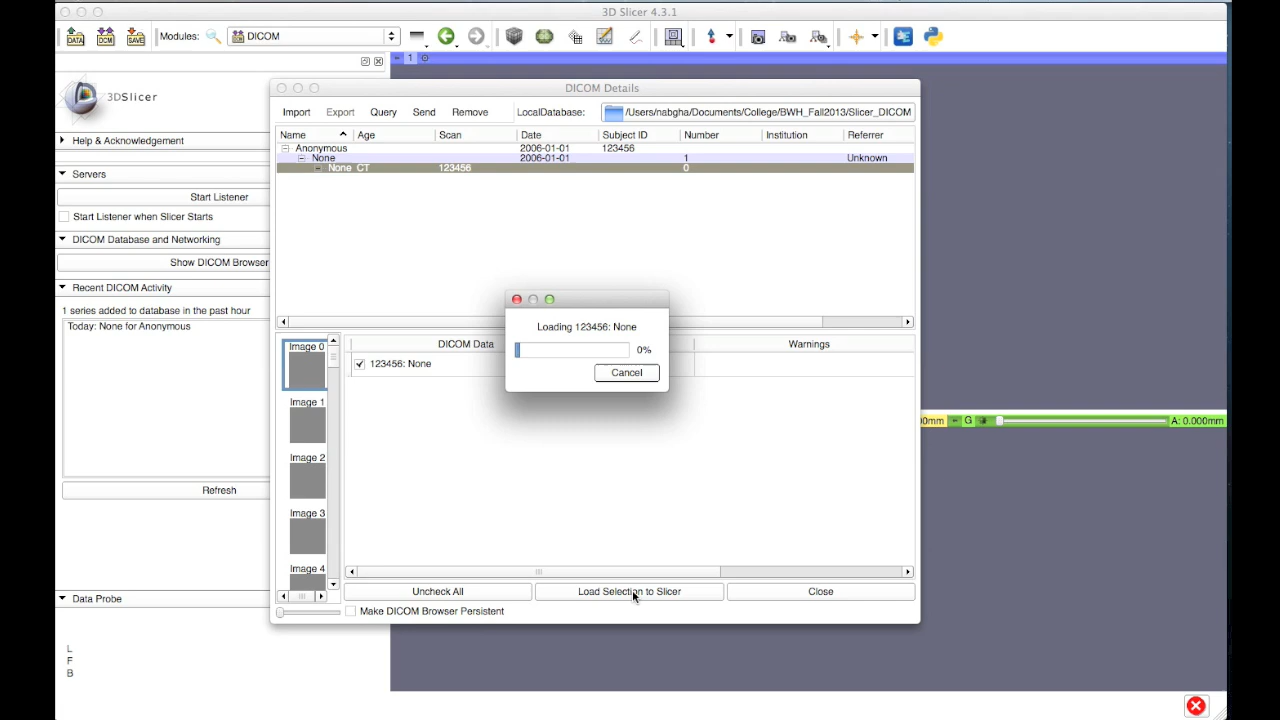 3D Slicer 4.3.1
DATA
DCM
SAVE
Modules:
DCM
DICOM
1
3DSlicer
Help & Acknowledgement
Servers
Start Listener
Start Listener when Slicer Starts
DICOM Database and Networking
Show DICOM Browser
Recent DICOM Activity
1 series added to database in the past hour
Today: None for Anonymous
Refresh
Data Probe
L
F
B
DICOM Details
Import Export Query Send Remove LocalDatabase: /Users/nabgha/Documents/College/BWH_Fall2013/Slicer_DICOM
Name Age Scan Date Subject ID Number Institution Referrer
Anonymous 2006-01-01 123456
None 2006-01-01 1 Unknown
None CT 123456 0
Loading 123456: None
0%
Cancel
Image 0
Image 1
Image 2
Image 3
Image 4
DICOM Data Warnings
123456: None
Uncheck All Load Selection to Slicer Close
Make DICOM Browser Persistent
0mm G A: 0.000mm